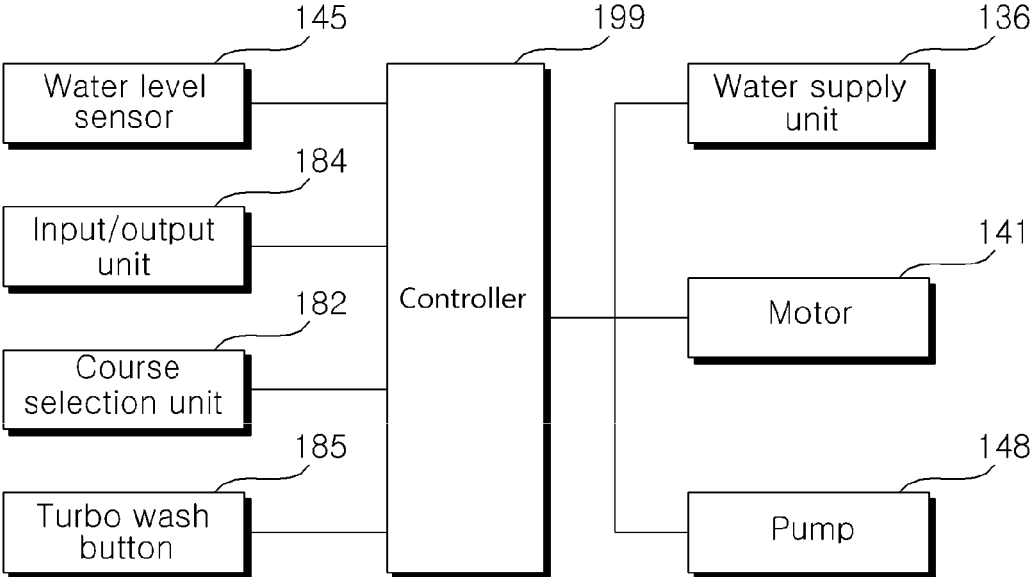 145
199
136
Water level
sensor
Water supply
unit
184
Input/output
unit
141
Controller
Motor
182
Course
selection unit
185
148
Turbo wash
button
Pump